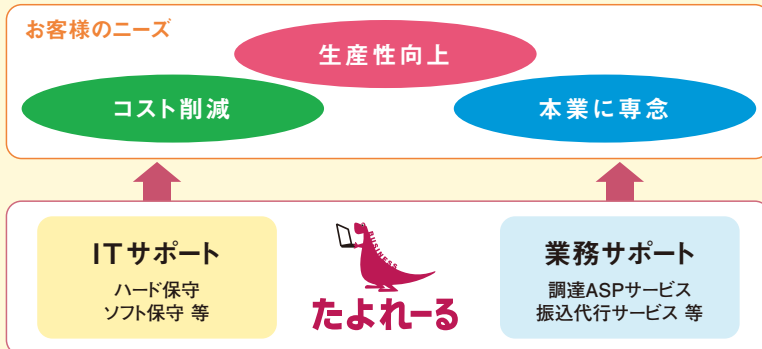 お客様のニーズ
生産性向上
コスト削減
本業に専念
ITサポート
ハード保守
ソフト保守 等
BUSINESS
たよれーる
業務サポート
調達ASPサービス
振込代行サービス 等